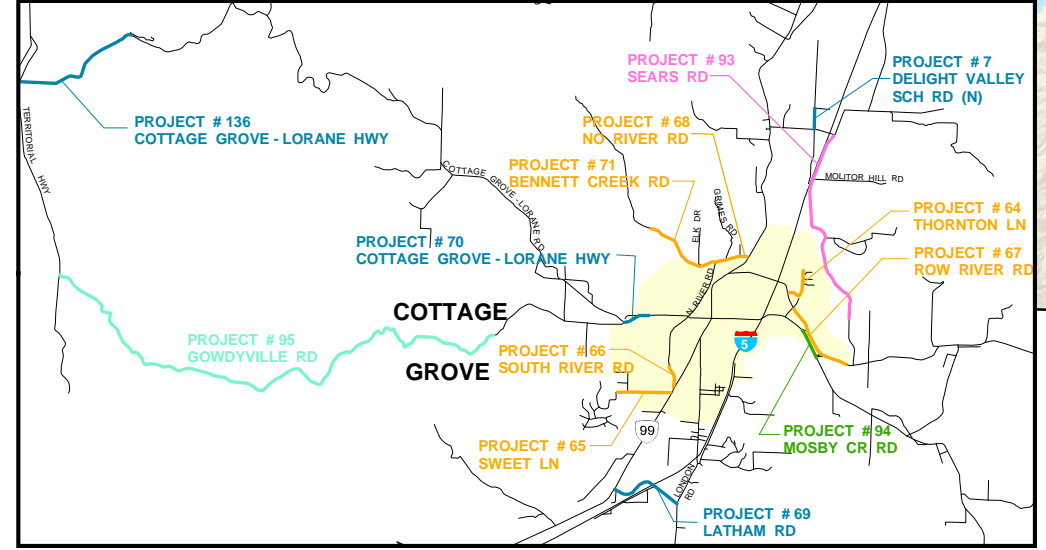 PROJECT # 93
SEARS RD
PROJECT # 7
DELIGHT VALLEY
SCH RD (N)
PROJECT # 136
COTTAGE GROVE - LORANE HWY
TERRITORIAL HWY
PROJECT # 68
NO RIVER RD
PROJECT # 71
BENNETT CREEK RD
COTTAGE GROVE-LORANE RD
MOLITOR HILL RD
GRIMES RD
ELK DR
PROJECT # 64
THORNTON LN
PROJECT # 70
COTTAGE GROVE - LORANE HWY
PROJECT # 67
ROW RIVER RD
N RIVER RD
COTTAGE
GROVE
PROJECT # 95
GOWDYVILLE RD
5
PROJECT # 66
SOUTH RIVER RD
99
PROJECT # 65
SWEET LN
PROJECT # 94
MOSBY CR RD
LONDON
RD
PROJECT # 69
LATHAM RD